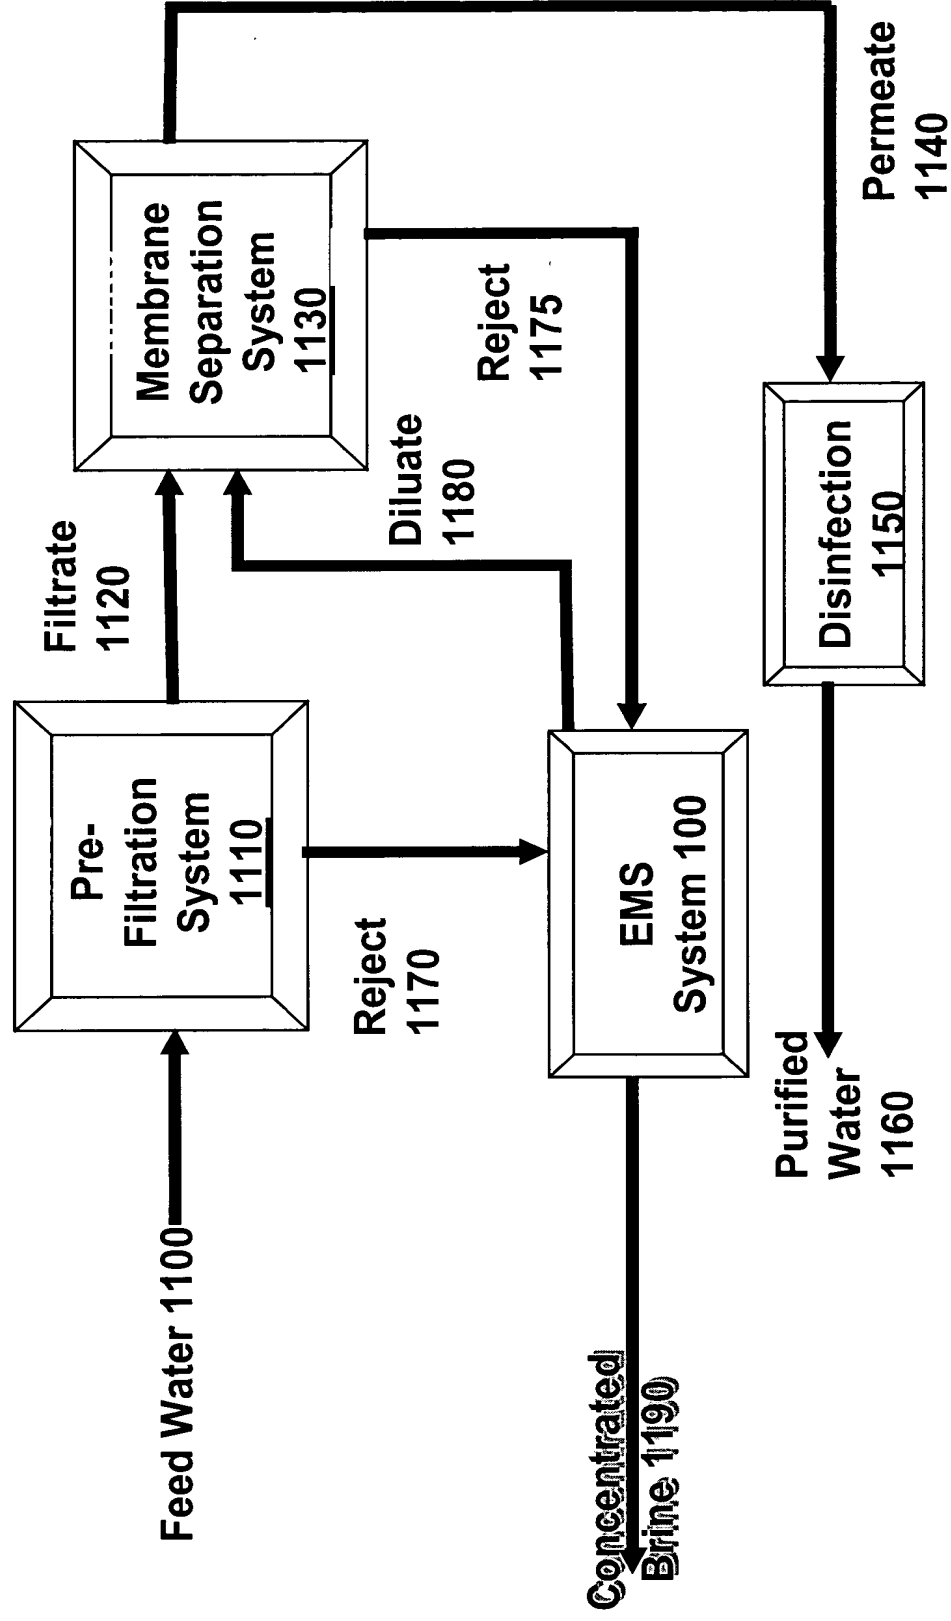 Feed Water 1100
Pre-
Filtration
System
1110
Filtrate
1120
Membrane
Separation
System
1130
Reject
1170
Diluate
1180
Reject
1175
EMS
System 100
Concentrated
Brine 1190
Purified
Water
1160
Disinfection
1150
Permeate
1140